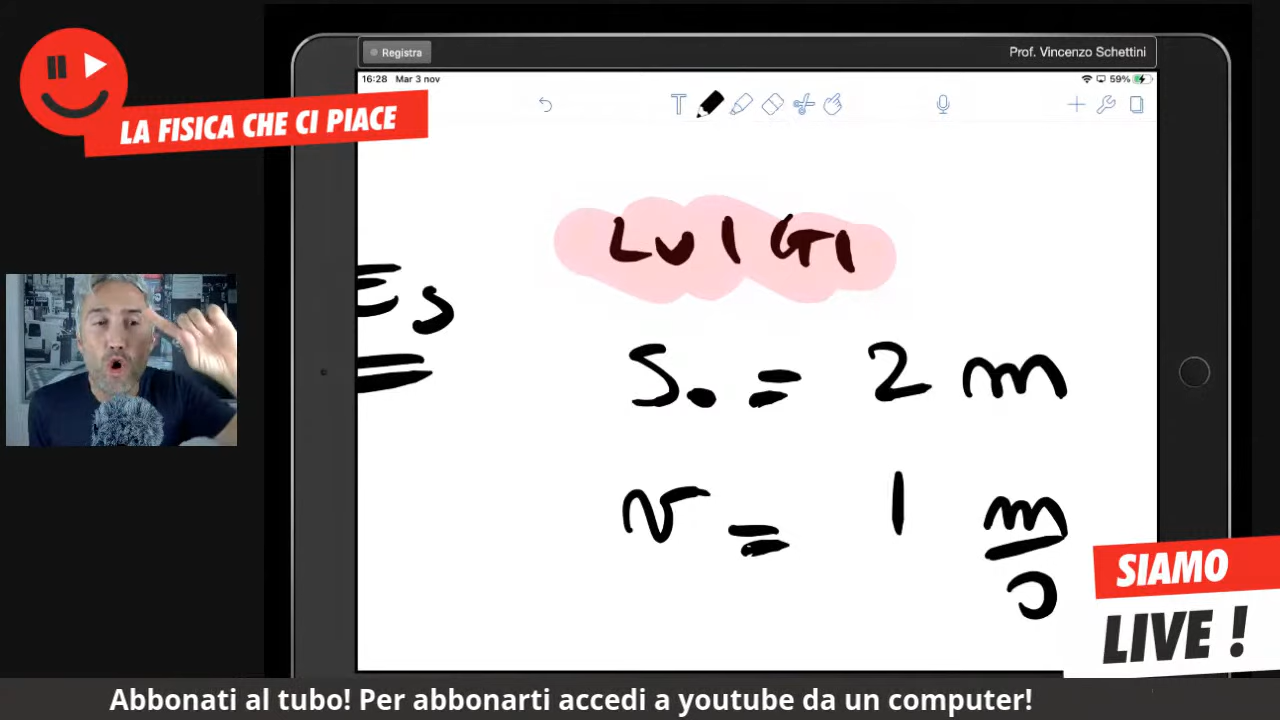 LA FISICA CHE CI PIACE
Registra
Prof. Vincenzo Schettini
16:28 Mar 3 nov
59%
T
LUIGI
Es
S₀ = 2 m
v = 1 m/s
SIAMO
LIVE !
Abbonati al tubo! Per abbonarti accedi a youtube da un computer!